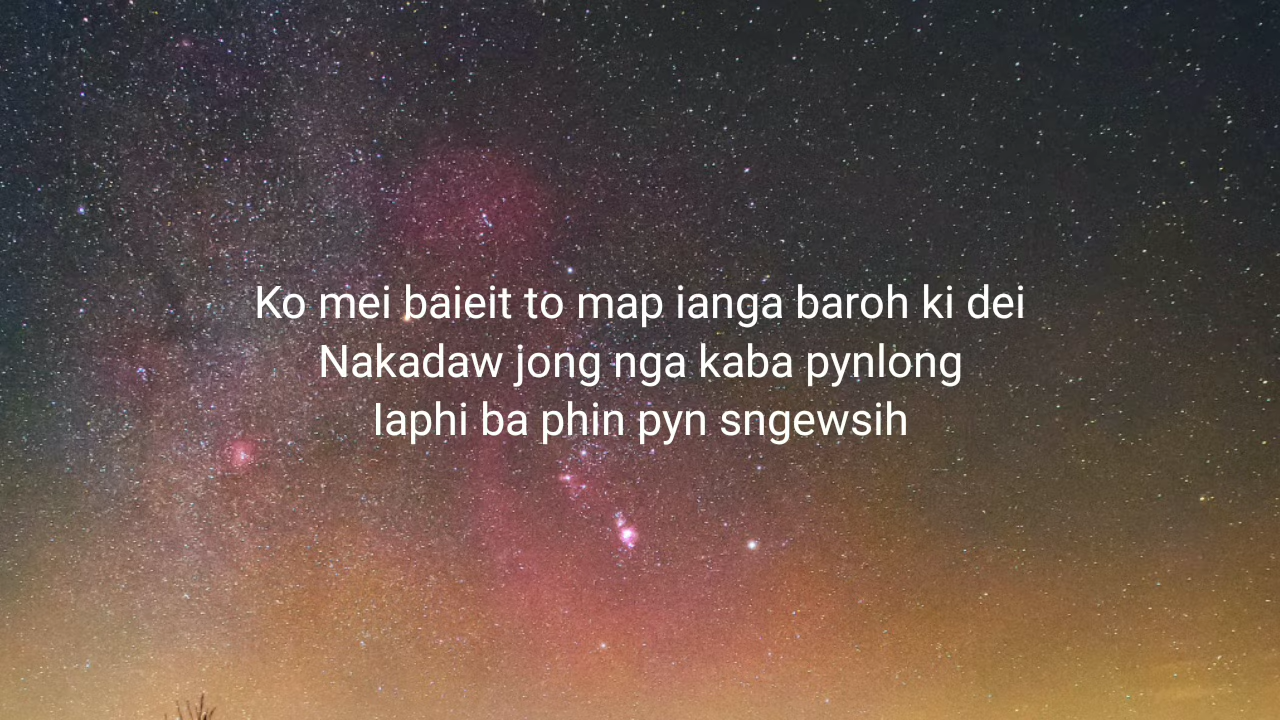 Ko mei baieit to map ianga baroh ki dei
Nakadaw jong nga kaba pynlong
Iaphi ba phin pyn sngewsih